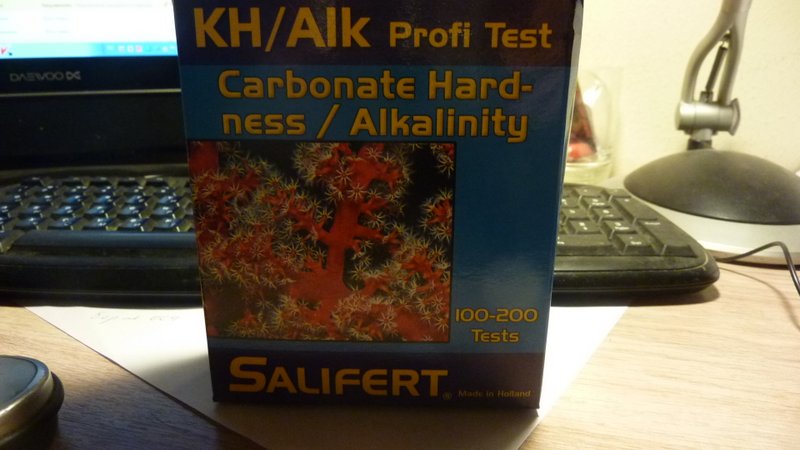 KH/Alk Profi Test
DAEWOO
Carbonate Hard-
ness / Alkalinity
100-200
Tests
SALIFERT ®
Made in Holland